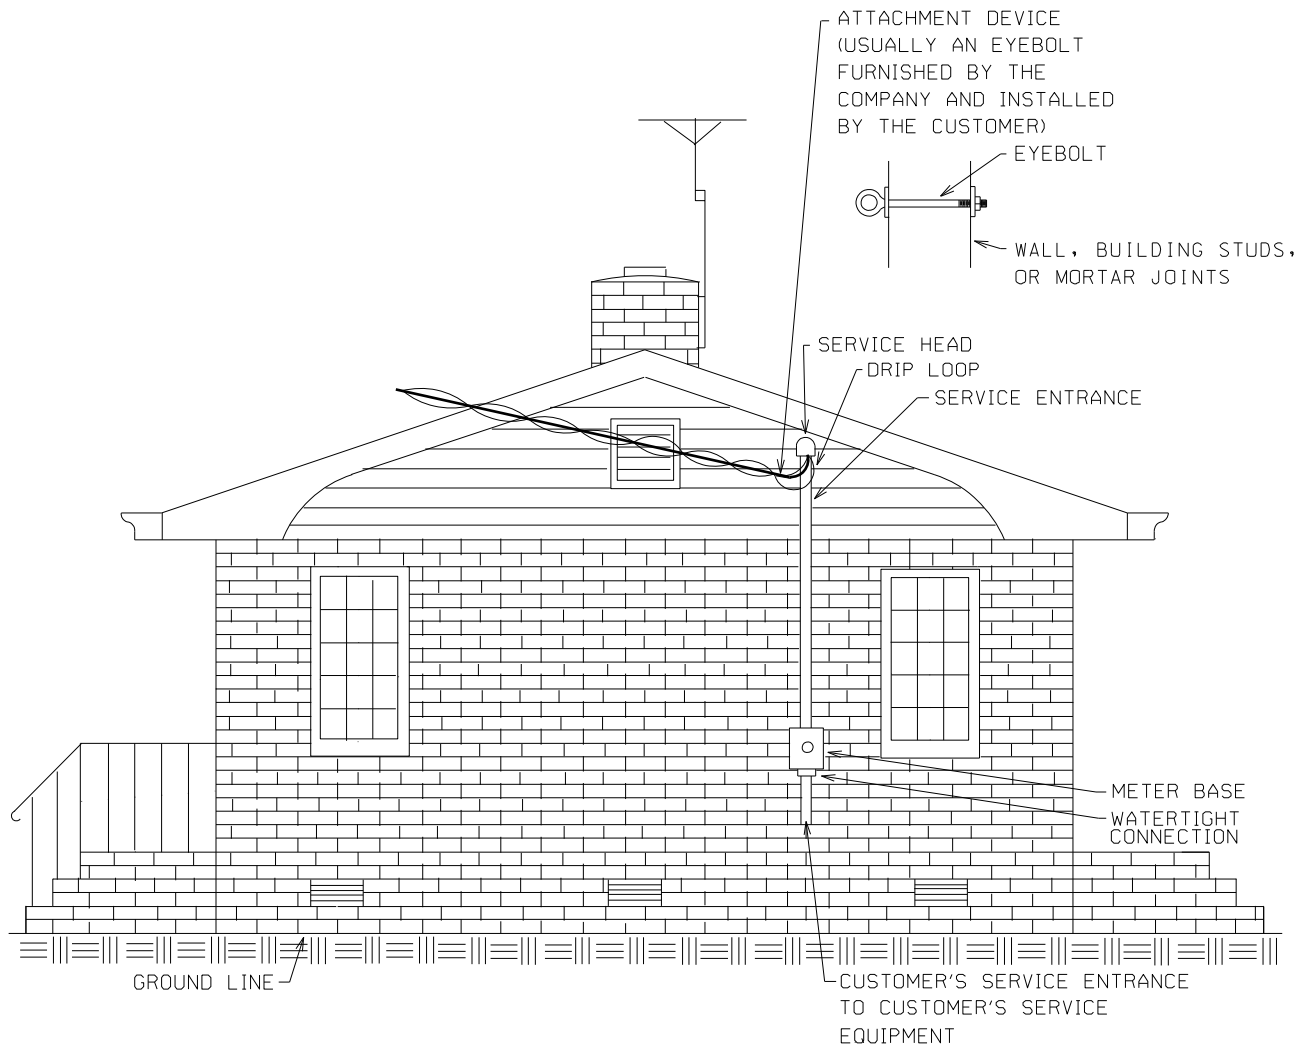 ATTACHMENT DEVICE
(USUALLY AN EYEBOLT
FURNISHED BY THE
COMPANY AND INSTALLED
BY THE CUSTOMER)
EYEBOLT
WALL, BUILDING STUDS,
OR MORTAR JOINTS
SERVICE HEAD
DRIP LOOP
SERVICE ENTRANCE
METER BASE
WATERTIGHT
CONNECTION
GROUND LINE
CUSTOMER'S SERVICE ENTRANCE
TO CUSTOMER'S SERVICE
EQUIPMENT